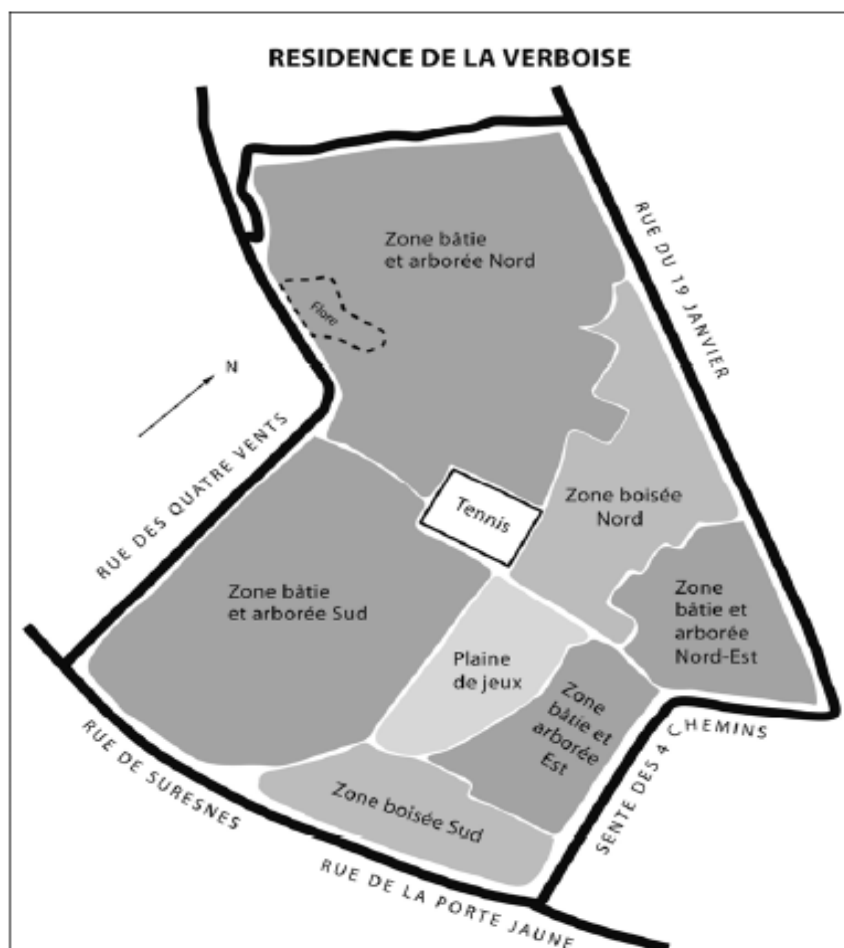 RESIDENCE DE LA VERBOISE
RUE DU 19 JANVIER
Zone bâtie
et arborée Nord
Flore
N
RUE DES QUATRE VENTS
Tennis
Zone boisée
Nord
Zone bâtie
et arborée Sud
Zone
bâtie et
arborée
Nord-Est
Plaine
de jeux
Zone
bâtie et
arborée
Est
SENTE DES 4 CHEMINS
RUE DE SURESNES
Zone boisée Sud
RUE DE LA PORTE JAUNE